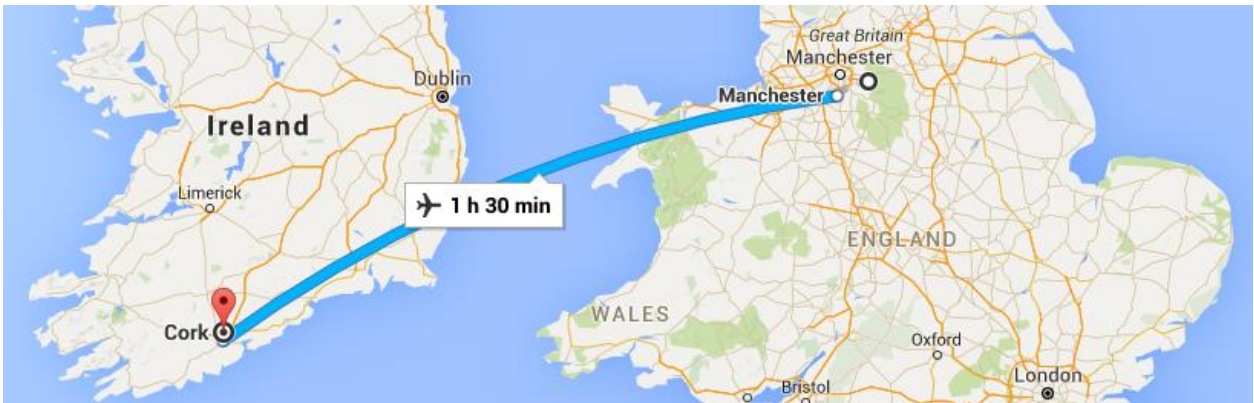 Great Britain
Manchester
Manchester
Dublin
Ireland
Limerick
1 h 30 min
ENGLAND
WALES
Cork
Oxford
London
Bristol